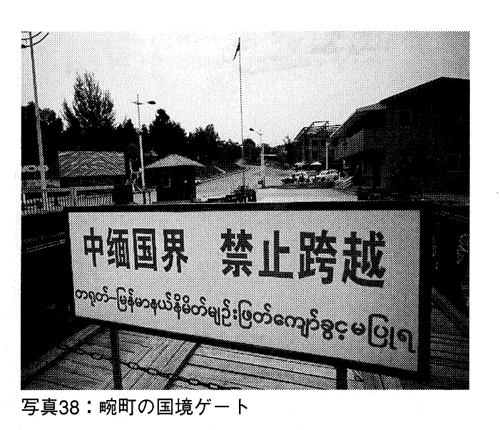 中缅国界 禁止跨越
တရုတ်-မြန်မာနယ်နိမိတ်မျဉ်းဖြတ်ကျော်ခွင့်မပြုရ
写真38:畹町の国境ゲート